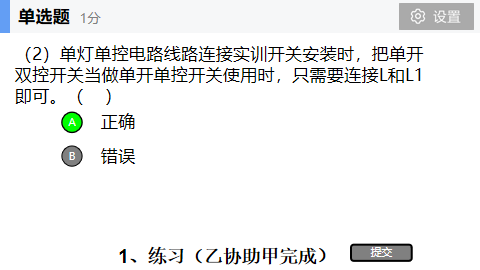 单选题 1分 设置
（2）单灯单控电路线路连接实训开关安装时，把单开
双控开关当做单开单控开关使用时，只需要连接L和L1
即可。（ ）
A 正确
B 错误
1、练习（乙协助甲完成） 提交